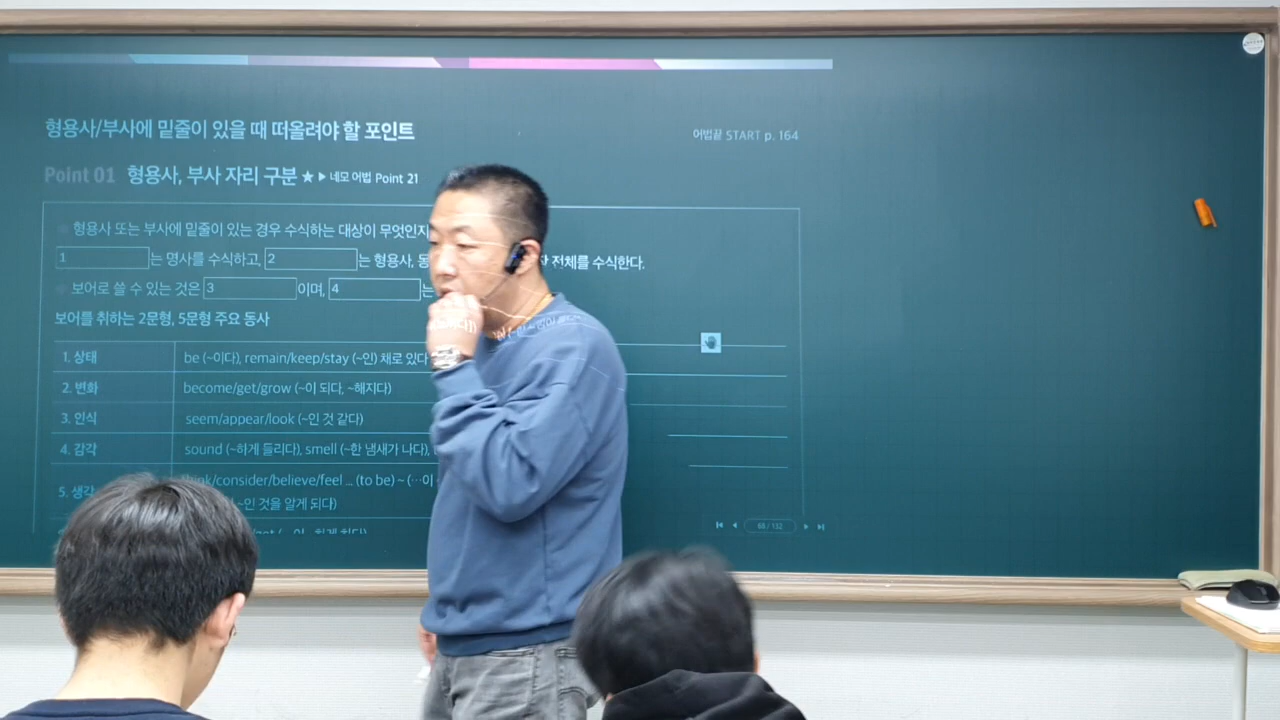 형용사/부사에 밑줄이 있을 때 떠올려야 할 포인트
어법끝 START p. 164
Point 01 형용사, 부사 자리 구분 ★ ▶ 네모 어법 Point 21
형용사 또는 부사에 밑줄이 있는 경우 수식하는 대상이 무엇인지
1 는 명사를 수식하고, 2 는 형용사, 동 전체를 수식한다.
보어로 쓸 수 있는 것은 3 이며, 4 는
보어를 취하는 2문형, 5문형 주요 동사
1. 상태 be (~이다), remain/keep/stay (~인) 채로 있다
2. 변화 become/get/grow (~이 되다, ~해지다)
3. 인식 seem/appear/look (~인 것 같다)
4. 감각 sound (~하게 들리다), smell (~한 냄새가 나다),
5. 생각 /consider/believe/feel ... (to be) ~ (…이
~인 것을 알게 되다)
68 / 132